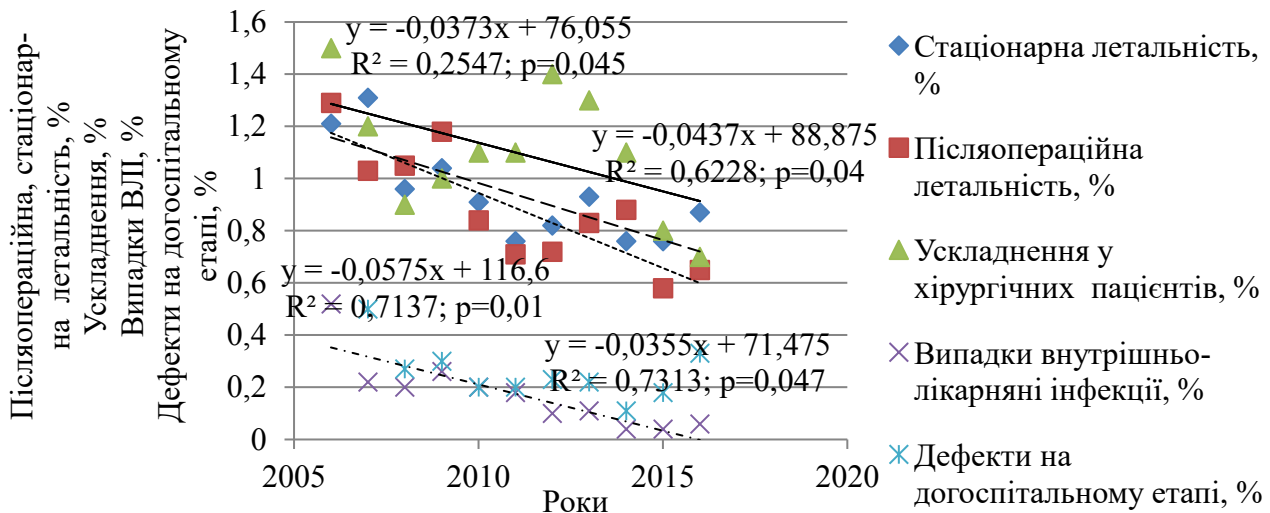 Післяопераційна, стаціонар-
на летальність, %
Ускладнення, %
Випадки ВЛІ, %
Дефекти на догоспітальному
етапі, %
1,6
1,4
1,2
1
0,8
0,6
0,4
0,2
0
y = -0,0373x + 76,055
R² = 0,2547; p=0,045
y = -0,0437x + 88,875
R² = 0,6228; p=0,04
y = -0,0575x + 116,6
R² = 0,7137; p=0,01
y = -0,0355x + 71,475
R² = 0,7313; p=0,047
2005
2010
2015
2020
Роки
Стаціонарна летальність,
%
Післяопераційна
летальність, %
Ускладнення у
хірургічних пацієнтів, %
Випадки внутрішньо-
лікарняні інфекції, %
Дефекти на
догоспітальному етапі, %